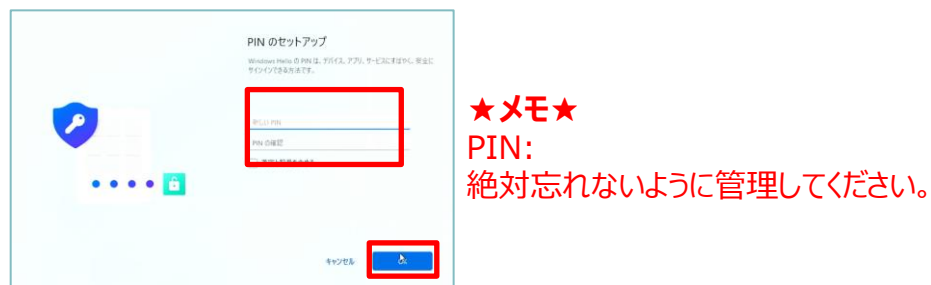 PIN のセットアップ
Windows Hello の PIN は、デバイス、アプリ、サービスにすばやく、安全に
サインインできる方法です。
新しい PIN
PIN の確認
キャンセル
★メモ★
PIN:
絶対忘れないように管理してください。